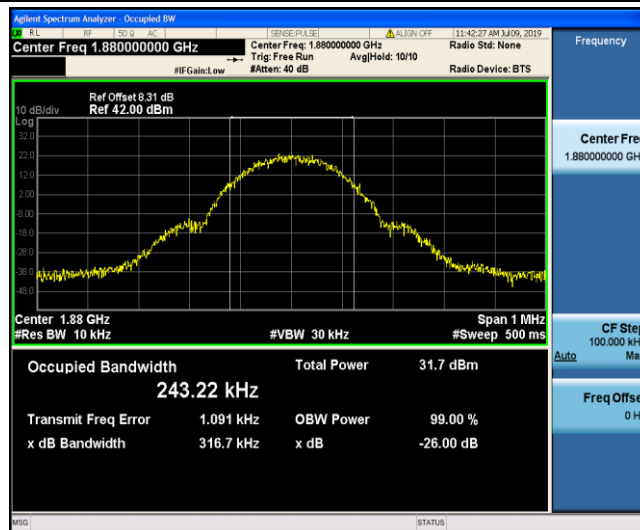 Agilent Spectrum Analyzer - Occupied BW
RL RF 50 Ω AC SENSE:PULSE ALIGN OFF 11:42:27 AM Jul 09, 2019
Center Freq 1.880000000 GHz Center Freq: 1.880000000 GHz Radio Std: None
Trig: Free Run Avg|Hold: 10/10
#IFGain:Low #Atten: 40 dB Radio Device: BTS
Ref Offset 8.31 dB
10 dB/div Ref 42.00 dBm
Log
32.0
22.0
12.0
2.00
-8.00
-18.0
-28.0
-38.0
-48.0
Center 1.88 GHz Span 1 MHz
#Res BW 10 kHz #VBW 30 kHz #Sweep 500 ms
Occupied Bandwidth Total Power 31.7 dBm
243.22 kHz
Transmit Freq Error 1.091 kHz OBW Power 99.00 %
x dB Bandwidth 316.7 kHz x dB -26.00 dB
MSG STATUS
Frequency
Center Fre
1.880000000 GH
CF Step
100.000 kH
Auto Ma
Freq Offse
0 H